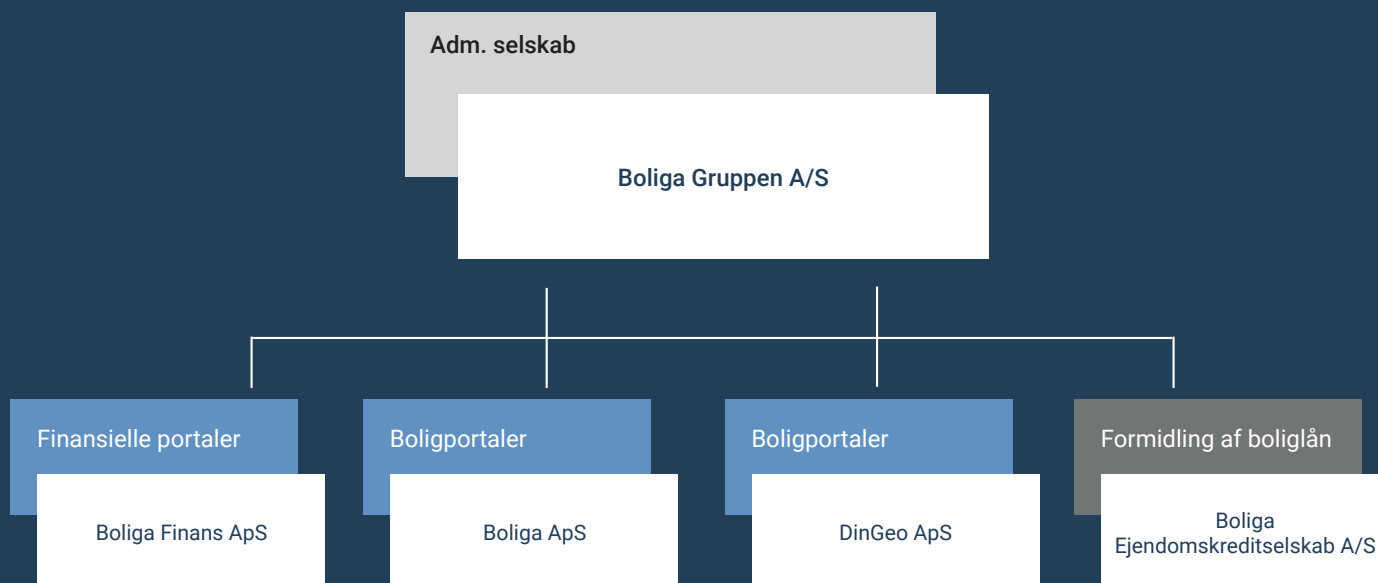 Adm. selskab
Boliga Gruppen A/S
Finansielle portaler
Boliga Finans ApS
Boligportaler
Boliga ApS
Boligportaler
DinGeo ApS
Formidling af boliglån
Boliga
Ejendomskreditselskab A/S